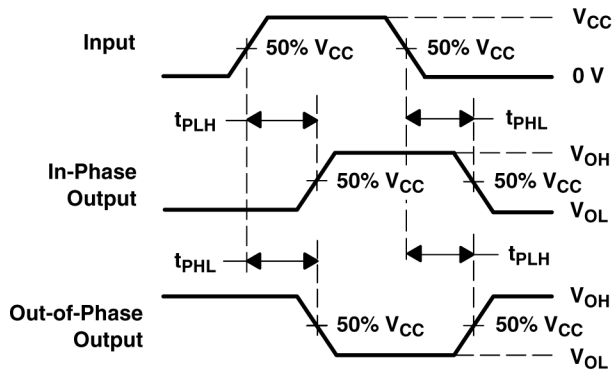 VCC
Input
50% VCC
50% VCC
0 V
tPLH
tPHL
VOH
In-Phase
Output
50% VCC
50% VCC
VOL
tPHL
tPLH
VOH
Out-of-Phase
Output
50% VCC
50% VCC
VOL